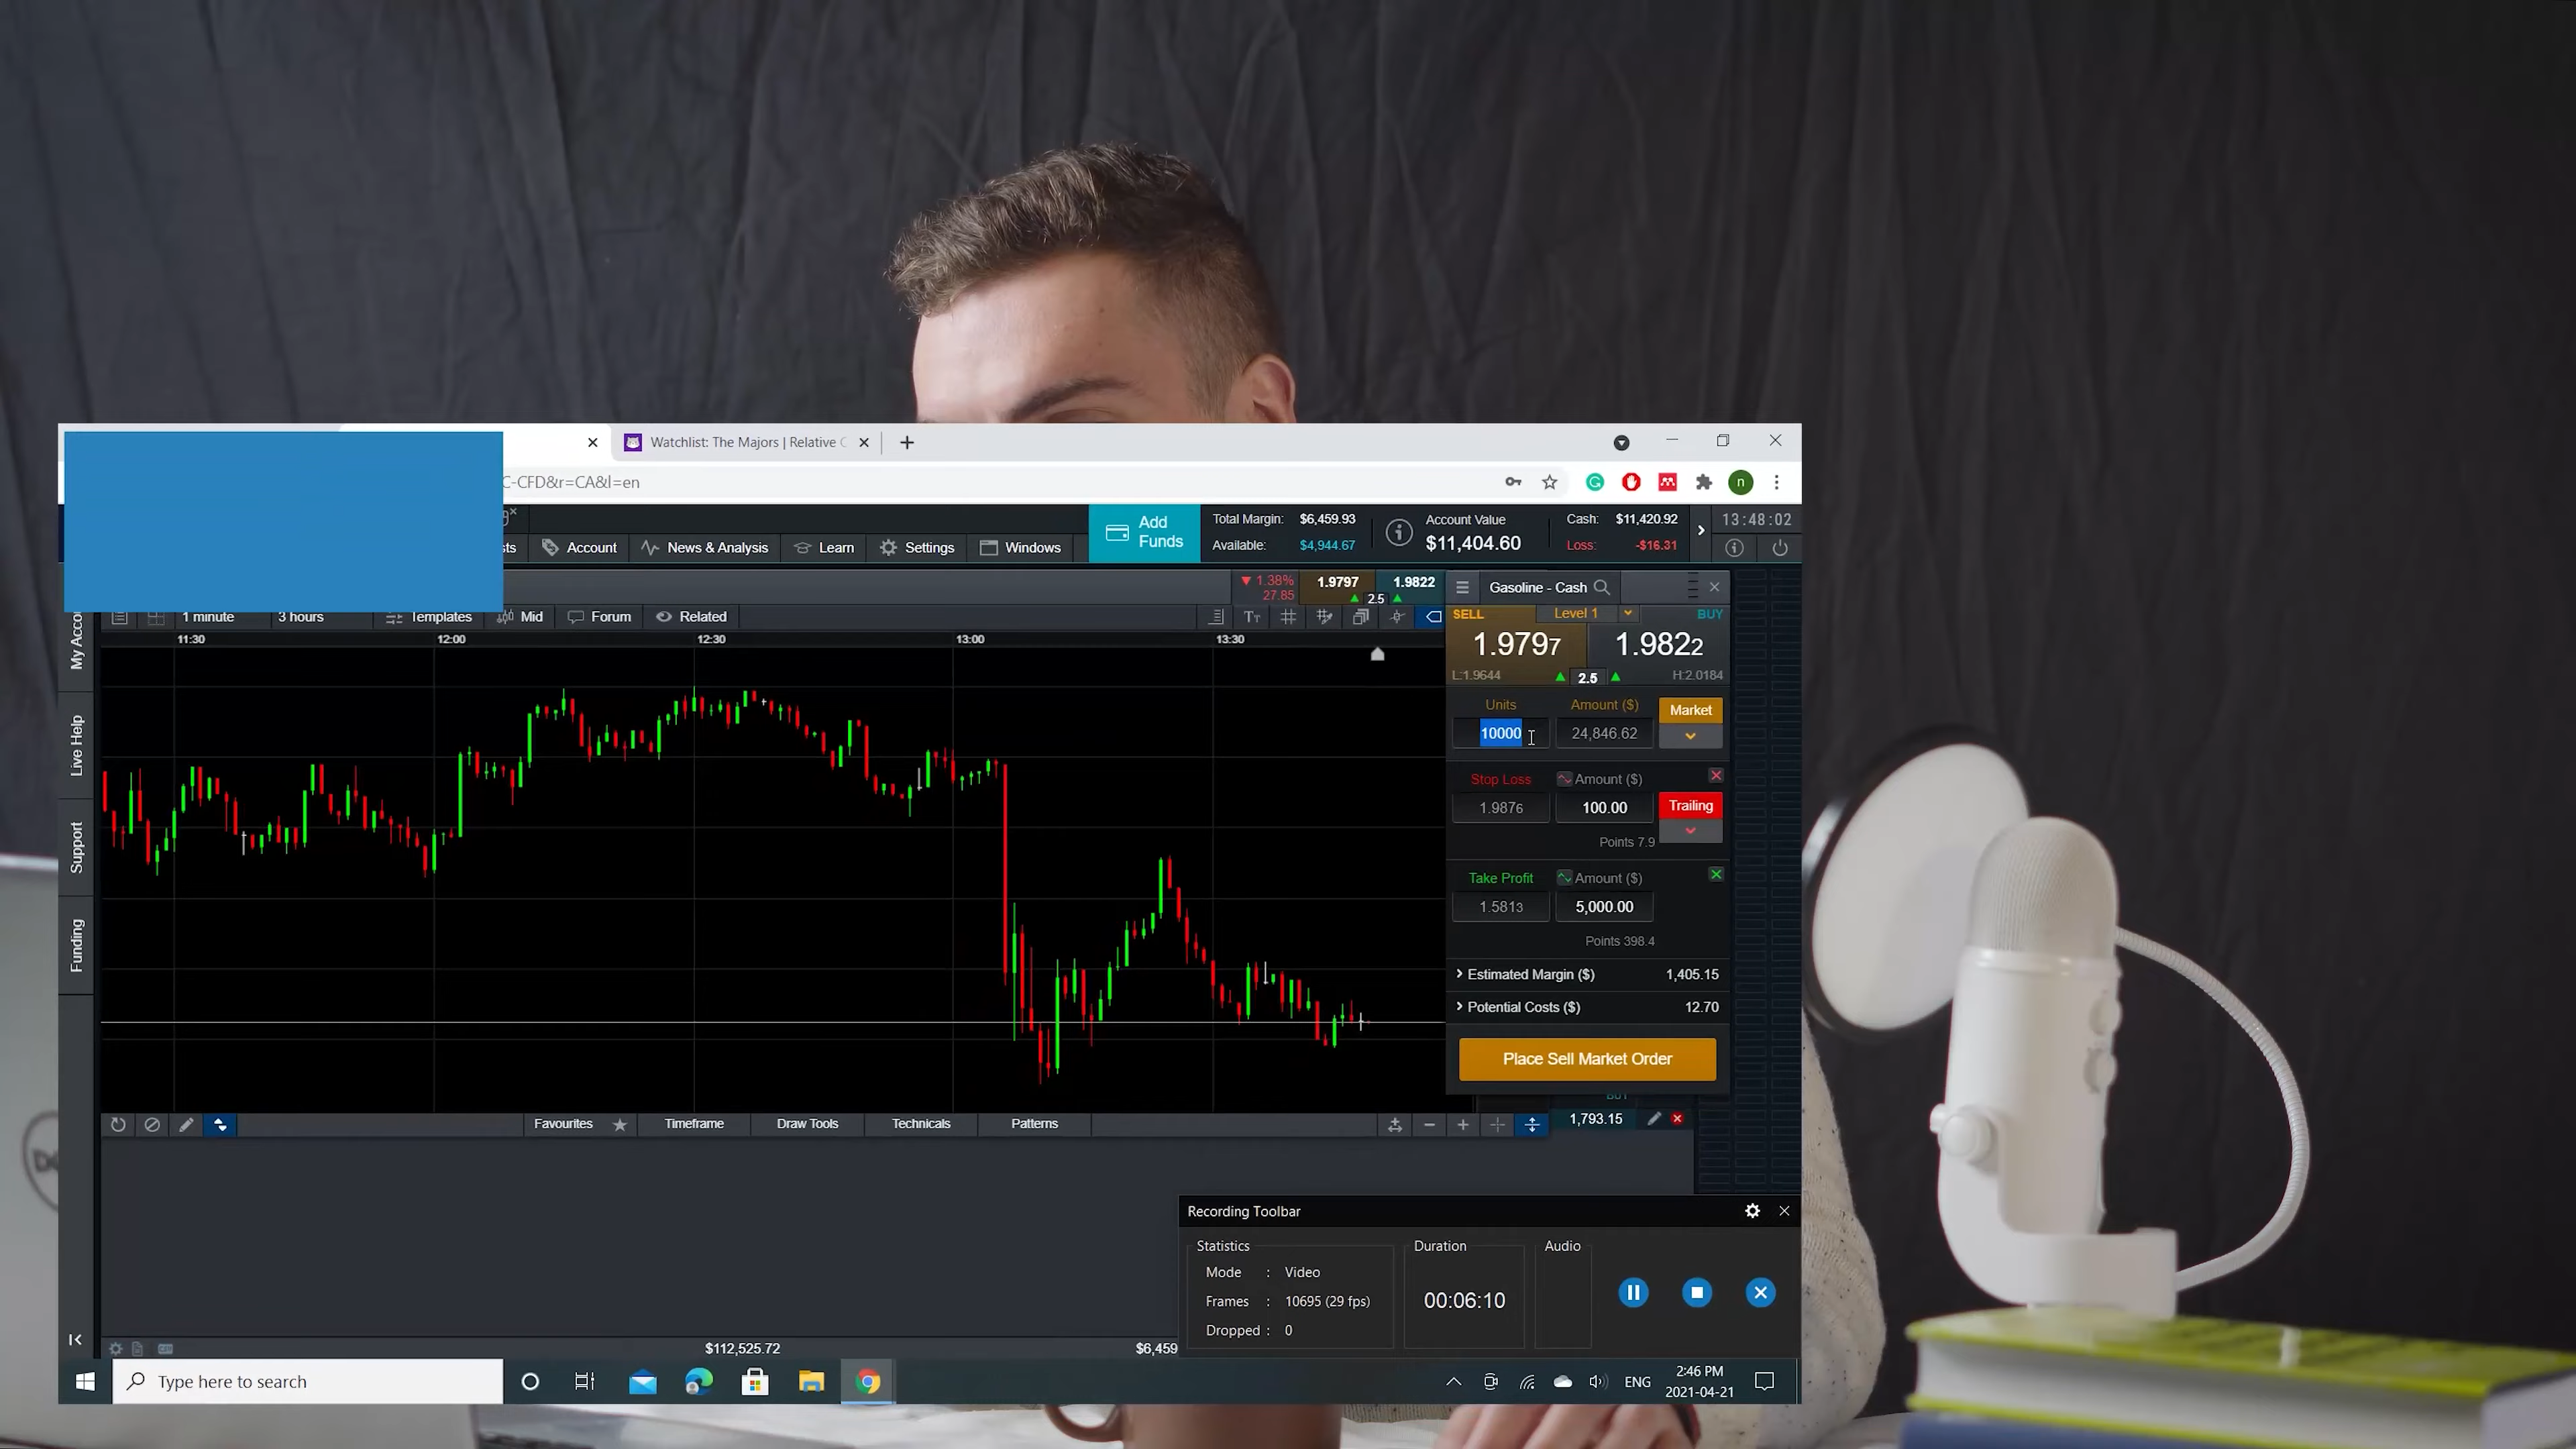 Watchlist: The Majors | Relative
C-CFD&r=CA&l=en
n
Add Funds
Total Margin: $6,459.93
Available: $4,944.67
Account Value
$11,404.60
Cash: $11,420.92
Loss: -$16.31
13:48:02
sts
Account
News & Analysis
Learn
Settings
Windows
1.38%
27.85
1.9797
2.5
1.9822
Gasoline - Cash
1 minute
3 hours
Templates
Mid
Forum
Related
11:30 12:00 12:30 13:00 13:30
SELL Level 1 BUY
1.9797 1.9822
L:1.9644 2.5 H:2.0184
Units Amount ($) Market
10000 24,846.62
Stop Loss Amount ($)
1.9876 100.00 Trailing
Points 7.9
Take Profit Amount ($)
1.5813 5,000.00
Points 398.4
Estimated Margin ($) 1,405.15
Potential Costs ($) 12.70
Place Sell Market Order
BUY
1,793.15
My Acco
Live Help
Support
Funding
Favourites
Timeframe
Draw Tools
Technicals
Patterns
Recording Toolbar
Statistics
Mode : Video
Frames : 10695 (29 fps)
Dropped : 0
Duration
00:06:10
Audio
$112,525.72
$6,459
Type here to search
ENG
2:46 PM
2021-04-21